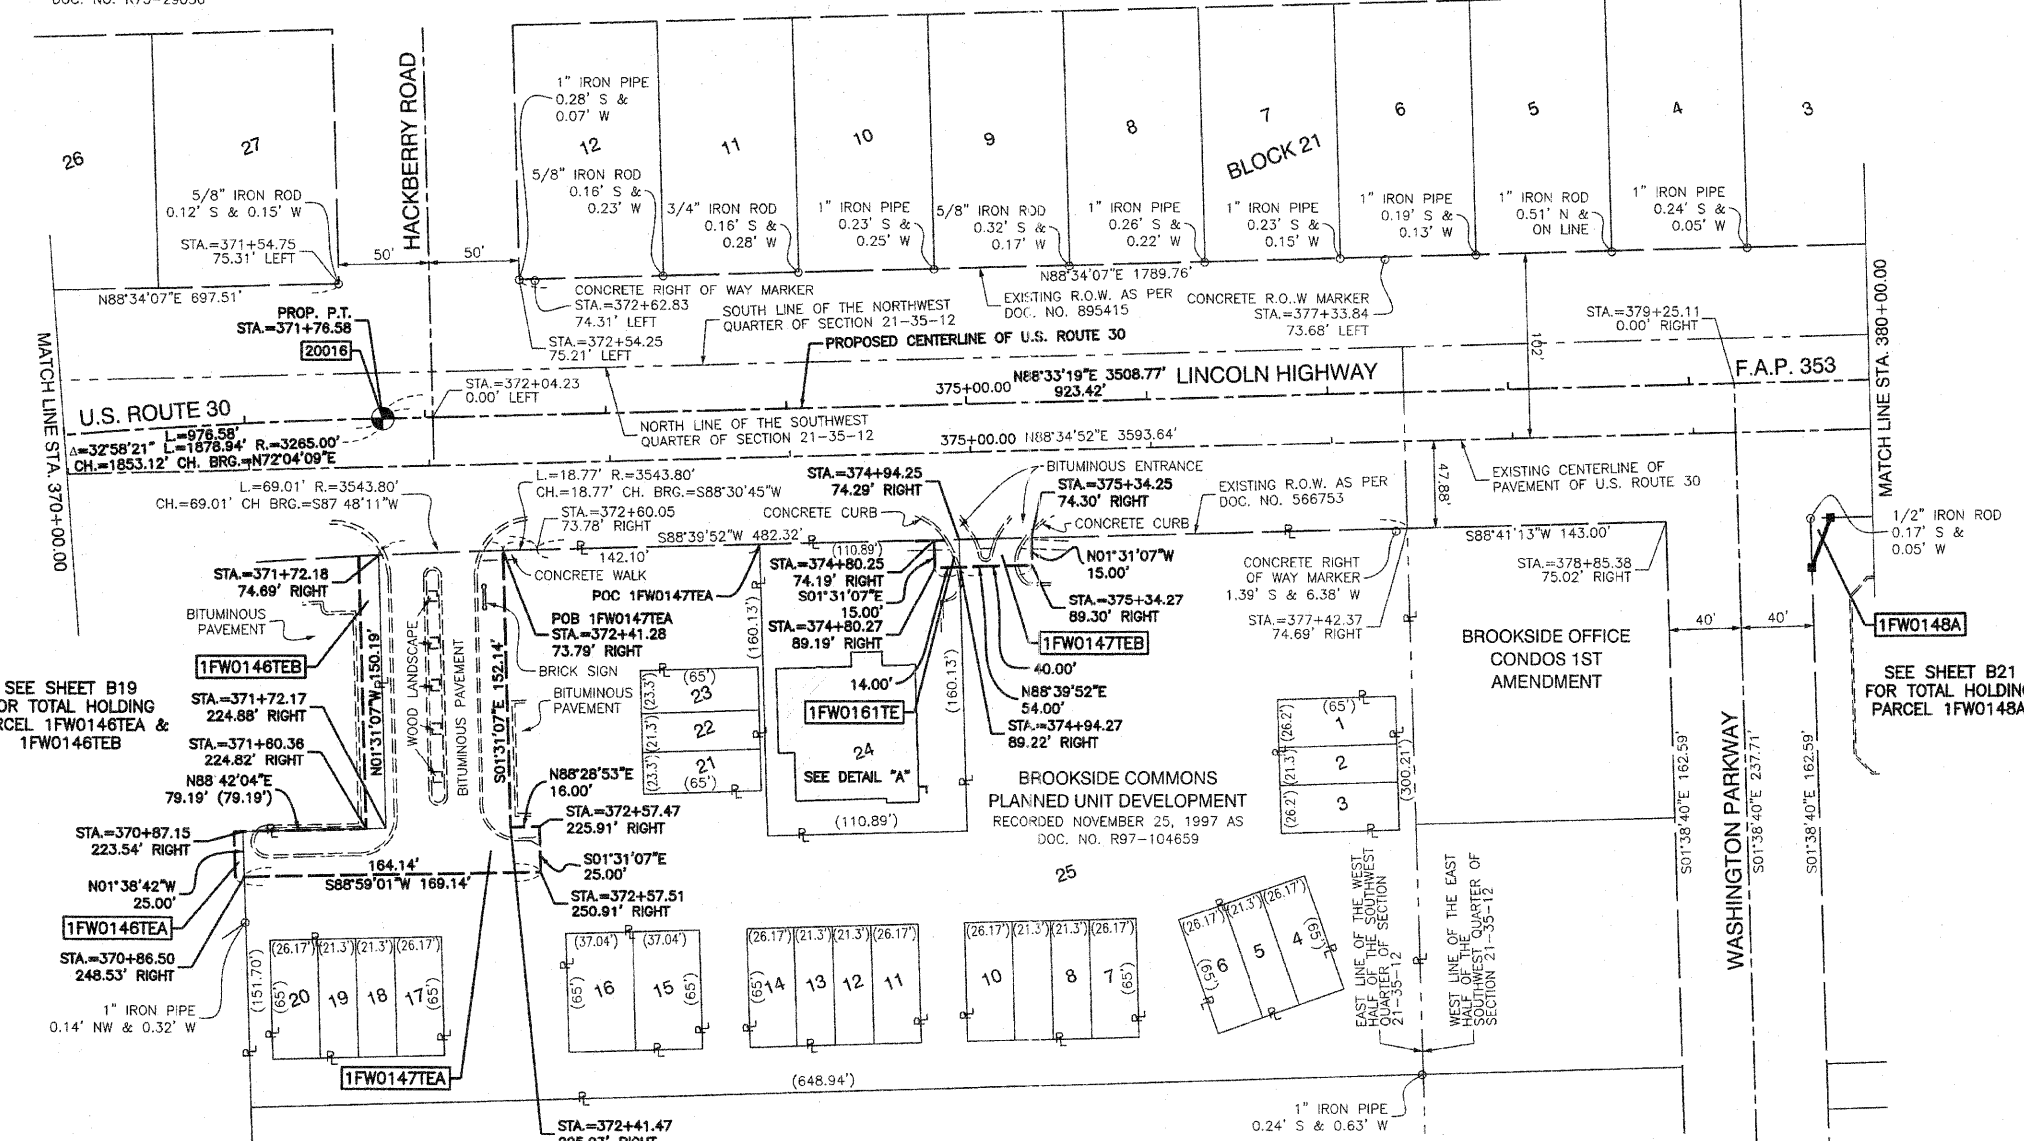 DOC. NO. R75-29036
26
27
HACKBERRY ROAD
12
11
10
9
8
7
BLOCK 21
6
5
4
3
1" IRON PIPE
0.28' S &
0.07' W
5/8" IRON ROD
0.12' S & 0.15' W
STA.=371+54.75
75.31' LEFT
50'
50'
5/8" IRON ROD
0.16' S &
0.23' W
3/4" IRON ROD
0.16' S &
0.28' W
1" IRON PIPE
0.23' S &
0.25' W
5/8" IRON ROD
0.32' S &
0.17' W
1" IRON PIPE
0.26' S &
0.22' W
1" IRON PIPE
0.23' S &
0.15' W
1" IRON PIPE
0.19' S &
0.13' W
1" IRON ROD
0.51' N &
ON LINE
1" IRON PIPE
0.24' S &
0.05' W
N88°34'07"E 697.51'
PROP. P.T.
STA.=371+76.58
20016
CONCRETE RIGHT OF WAY MARKER
STA.=372+62.83
74.31' LEFT
STA.=372+54.25
75.21' LEFT
SOUTH LINE OF THE NORTHWEST
QUARTER OF SECTION 21-35-12
N88°34'07"E 1789.76'
EXISTING R.O.W. AS PER
DOC. NO. 895415
CONCRETE R.O..W MARKER
STA.=377+33.84
73.68' LEFT
102'
STA.=379+25.11
0.00' RIGHT
MATCH LINE STA. 370+00.00
MATCH LINE STA. 380+00.00
PROPOSED CENTERLINE OF U.S. ROUTE 30
STA.=372+04.23
0.00' LEFT
375+00.00
N88°33'19"E 3508.77'
923.42'
LINCOLN HIGHWAY
F.A.P. 353
U.S. ROUTE 30
L.=976.58'
Δ=32°58'21" L.=1878.94' R.=3265.00'
CH.=1853.12' CH. BRG.=N72°04'09"E
NORTH LINE OF THE SOUTHWEST
QUARTER OF SECTION 21-35-12
375+00.00 N88°34'52"E 3593.64'
L.=69.01' R.=3543.80'
CH.=69.01' CH BRG.=S87 48'11"W
L.=18.77' R.=3543.80'
CH.=18.77' CH. BRG.=S88°30'45"W
STA.=372+60.05
73.78' RIGHT
STA.=374+94.25
74.29' RIGHT
CONCRETE CURB
BITUMINOUS ENTRANCE
STA.=375+34.25
74.30' RIGHT
CONCRETE CURB
EXISTING R.O.W. AS PER
DOC. NO. 566753
47.88'
EXISTING CENTERLINE OF
PAVEMENT OF U.S. ROUTE 30
S88°39'52"W 482.32'
142.10'
CONCRETE WALK
POC 1FW0147TEA
(110.89')
STA.=374+80.25
74.19' RIGHT
S01°31'07"E
15.00'
STA.=374+80.27
89.19' RIGHT
N01°31'07"W
15.00'
STA.=375+34.27
89.30' RIGHT
1FW0147TEB
40.00'
N88°39'52"E
54.00'
STA.=374+94.27
89.22' RIGHT
14.00'
1FW0161TE
CONCRETE RIGHT
OF WAY MARKER
1.39' S & 6.38' W
STA.=377+42.37
74.69' RIGHT
S88°41'13"W 143.00'
STA.=378+85.38
75.02' RIGHT
1/2" IRON ROD
0.17' S &
0.05' W
1FW0148A
SEE SHEET B21
FOR TOTAL HOLDING
PARCEL 1FW0148A
40'
40'
STA.=371+72.18
74.69' RIGHT
BITUMINOUS
PAVEMENT
1FW0146TEB
STA.=371+72.17
224.88' RIGHT
STA.=371+60.36
224.82' RIGHT
N88°42'04"E
79.19' (79.19')
N01°31'07"W 150.19'
WOOD LANDSCAPE
BITUMINOUS PAVEMENT
S01°31'07"E 152.14'
POB 1FW0147TEA
STA.=372+41.28
73.79' RIGHT
BRICK SIGN
BITUMINOUS
PAVEMENT
SEE SHEET B19
FOR TOTAL HOLDING
PARCEL 1FW0146TEA &
1FW0146TEB
STA.=370+87.15
223.54' RIGHT
N01°38'42"W
25.00'
1FW0146TEA
STA.=370+86.50
248.53' RIGHT
164.14'
S88°59'01"W 169.14'
N88°28'53"E
16.00'
STA.=372+57.47
225.91' RIGHT
S01°31'07"E
25.00'
STA.=372+57.51
250.91' RIGHT
(65')
(23.3')
23
(21.3')
22
(23.3')
21
(65')
(160.13')
24
SEE DETAIL "A"
(160.13')
(110.89')
BROOKSIDE COMMONS
PLANNED UNIT DEVELOPMENT
RECORDED NOVEMBER 25, 1997 AS
DOC. NO. R97-104659
25
(65')
(26.2')
1
(21.3')
2
(26.2')
3
(300.21')
BROOKSIDE OFFICE
CONDOS 1ST
AMENDMENT
S01°38'40"E 162.59'
WASHINGTON PARKWAY
S01°38'40"E 237.71'
S01°38'40"E 162.59'
1" IRON PIPE
0.14' NW & 0.32' W
(151.70')
(26.17') (21.3') (21.3') (26.17')
(65') 20 19 18 17 (65')
(37.04') (37.04')
(65') 16 15 (65')
(26.17') (21.3') (21.3') (26.17')
(65') 14 13 12 11
(26.17') (21.3') (21.3') (26.17')
10 8 7 (65')
(26.17') (21.3') (26.17')
(65') 6 5 4 (65')
EAST LINE OF THE WEST
HALF OF THE SOUTHWEST
QUARTER OF SECTION
21-35-12
WEST LINE OF THE EAST
HALF OF THE
SOUTHWEST QUARTER OF
SECTION 21-35-12
1FW0147TEA
(648.94')
1" IRON PIPE
0.24' S & 0.63' W
STA.=372+41.47